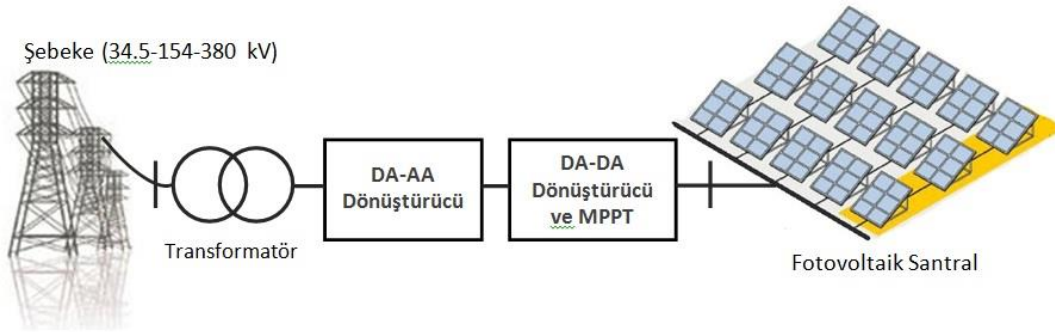 Şebeke (34.5-154-380 kV)
Transformatör
DA-AA
Dönüştürücü
DA-DA
Dönüştürücü
ve MPPT
Fotovoltaik Santral